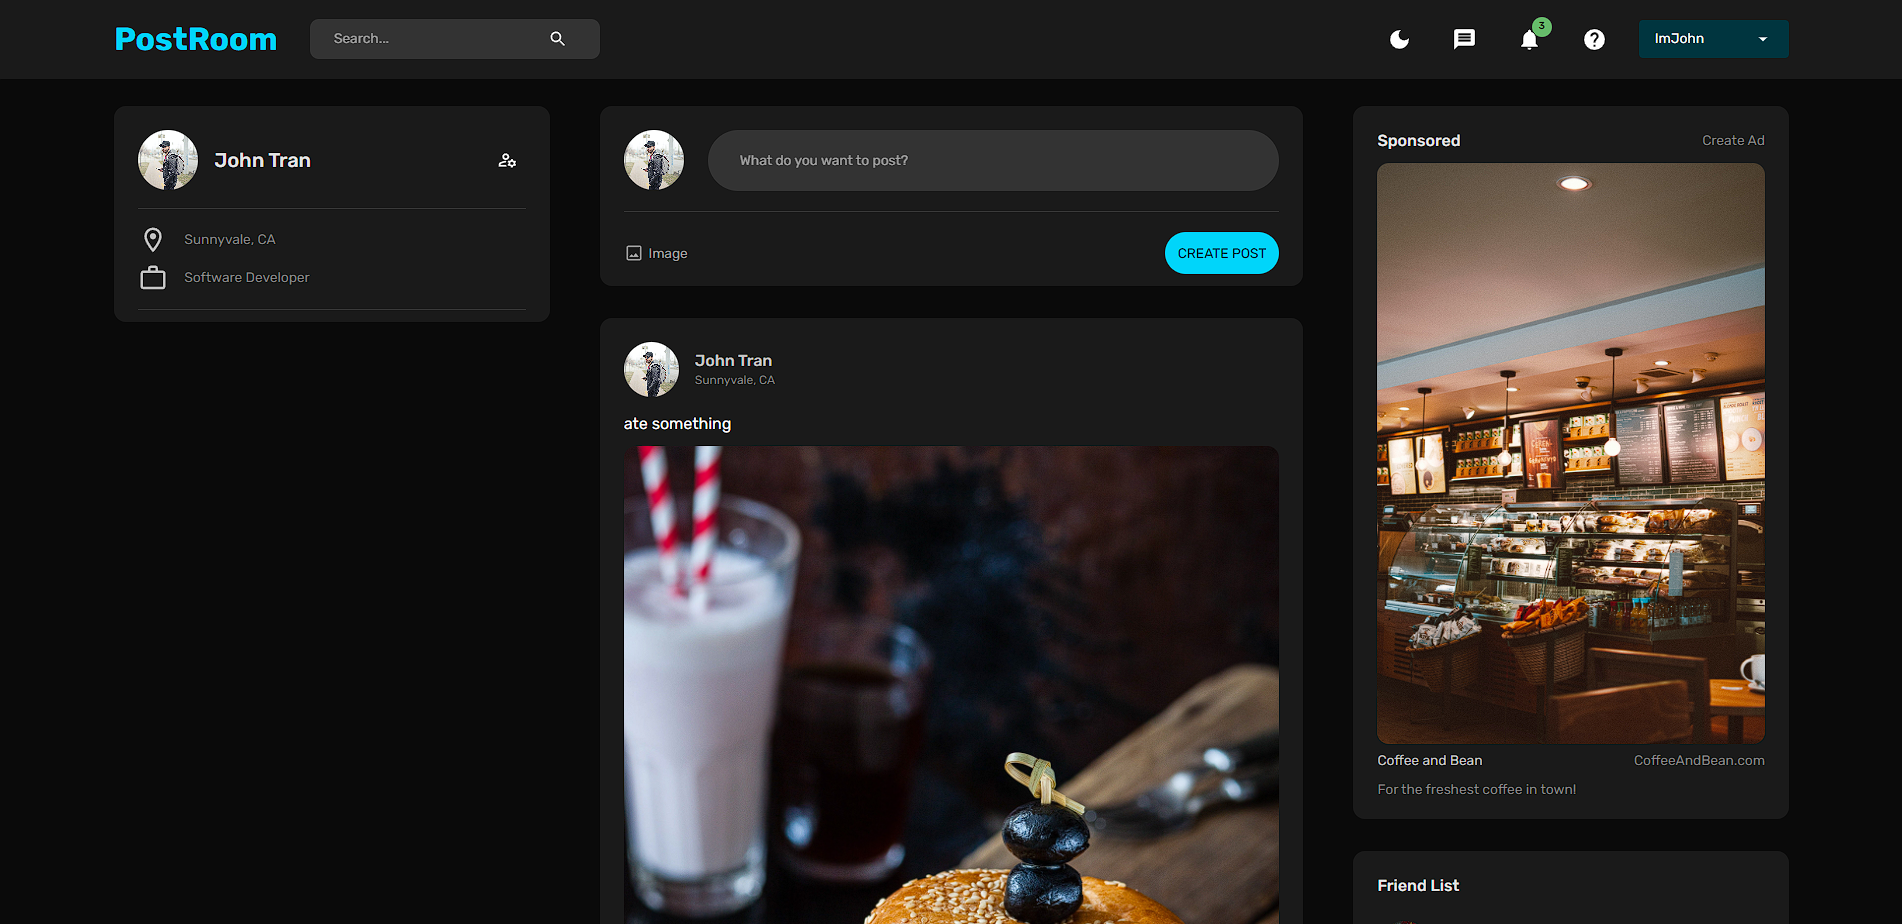 PostRoom
Search...
3
ImJohn
John Tran
Sunnyvale, CA
Software Developer
What do you want to post?
Image
CREATE POST
John Tran
Sunnyvale, CA
ate something
Sponsored
Create Ad
Coffee and Bean
CoffeeAndBean.com
For the freshest coffee in town!
Friend List